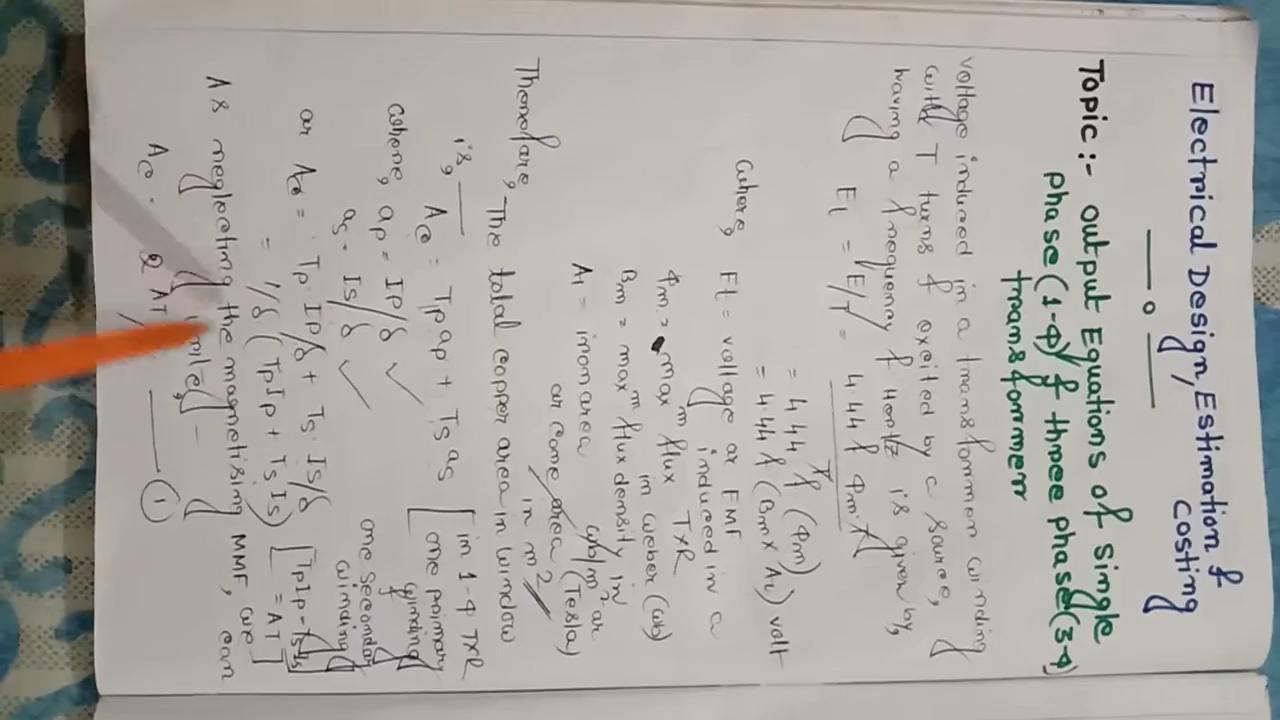 Electrical Design, Estimation &
Costing
Topic:- output Equations of single
phase (1-φ) & three phase (3-φ)
transformer
voltage induced in a transformer winding
with T turns & excited by a source,
having a frequency f Hertz is given by,
Et = E/T = 4.44 f φm.T
= 4.44 f (φm)
= 4.44 f (Bm x Ai) volt
where, Et = voltage or EMF
induced in a
TXR
φm = maxm flux
in weber (wb)
Bm = maxm flux density in
wb/m2 or
(Tesla)
Ai = iron area
or core area
in m2
Therefore, The total copper area in window
is, Ac = Tp ap + Ts as [in 1-φ TXR
one primary
winding &
one secondary
winding
where, ap = Ip/δ ✓
as = Is/δ ✓
or Ac = Tp. Ip/δ + Ts. Is/δ
= 1/δ (TpIp + TsIs) [TpIp = TsIs
= AT]
As neglecting the magnetising MMF, we can
Ac = 2 AT ①